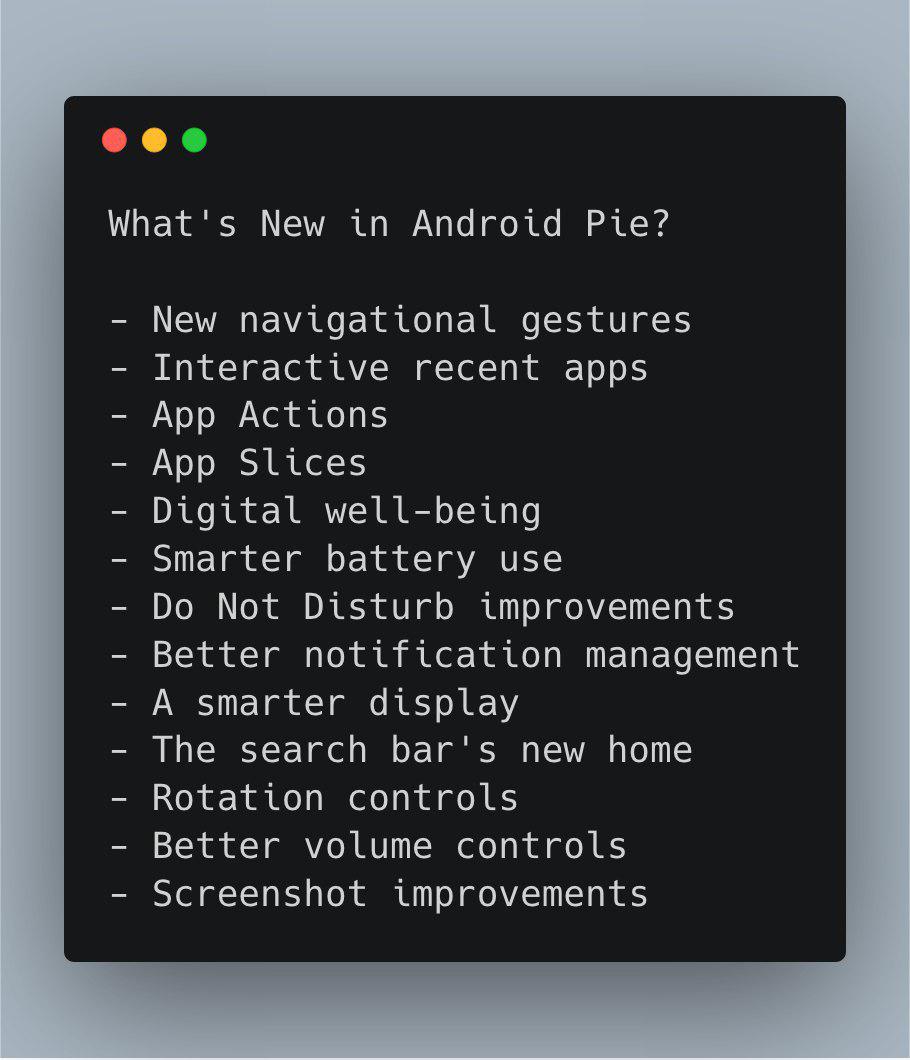 What's New in Android Pie?
- New navigational gestures
- Interactive recent apps
- App Actions
- App Slices
- Digital well-being
- Smarter battery use
- Do Not Disturb improvements
- Better notification management
- A smarter display
- The search bar's new home
- Rotation controls
- Better volume controls
- Screenshot improvements